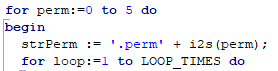 for perm:=0 to 5 do
begin
strPerm := '.perm' + i2s(perm);
for loop:=1 to LOOP_TIMES do